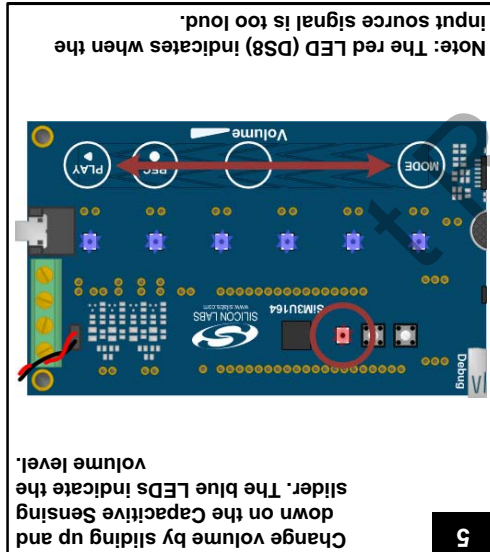 5
Change volume by sliding up and
down on the Capacitive Sensing
slider. The blue LEDs indicate the
volume level.
Debug
SiM3U164
SILICON LABS
www.silabs.com
MODE
REC
PLAY
Volume
Note: The red LED (DS8) indicates when the
input source signal is too loud.